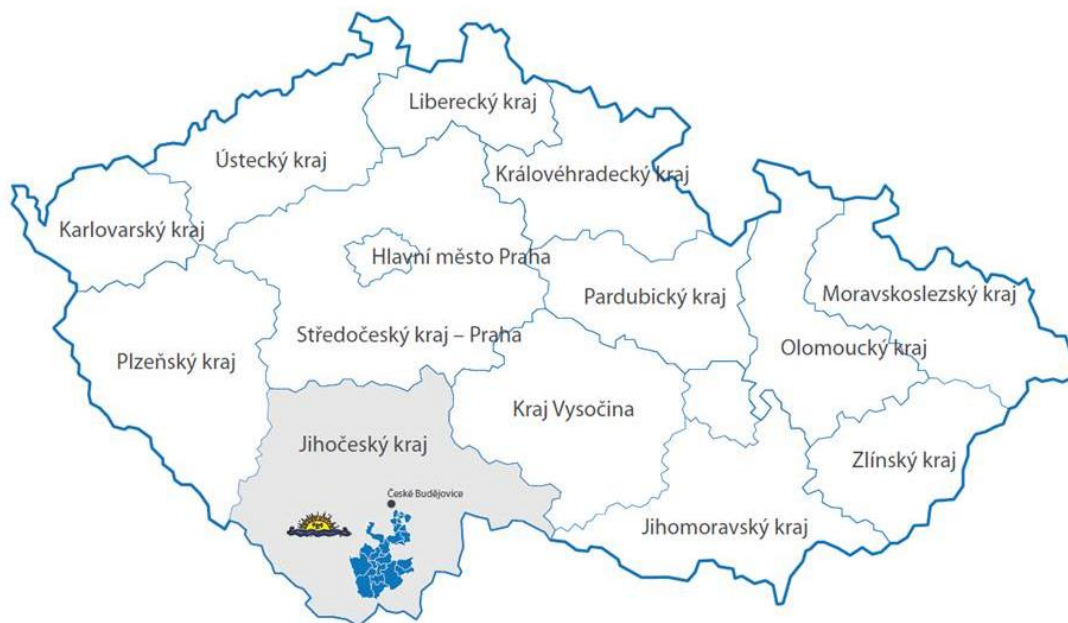 Liberecký kraj
Ústecký kraj
Královéhradecký kraj
Karlovarský kraj
Hlavní město Praha
Pardubický kraj
Moravskoslezský kraj
Středočeský kraj – Praha
Olomoucký kraj
Plzeňský kraj
Kraj Vysočina
Jihočeský kraj
Zlínský kraj
České Budějovice
Jihomoravský kraj